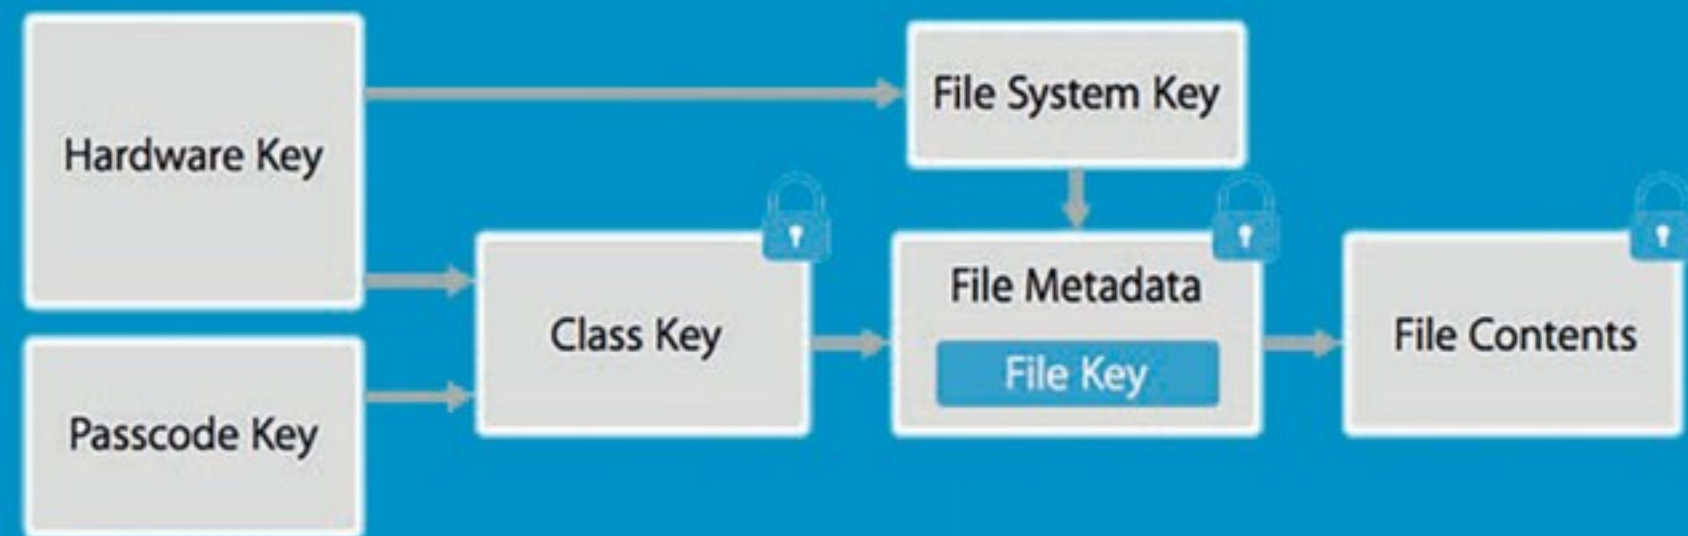 Hardware Key
File System Key
Class Key
File Metadata
File Key
File Contents
Passcode Key